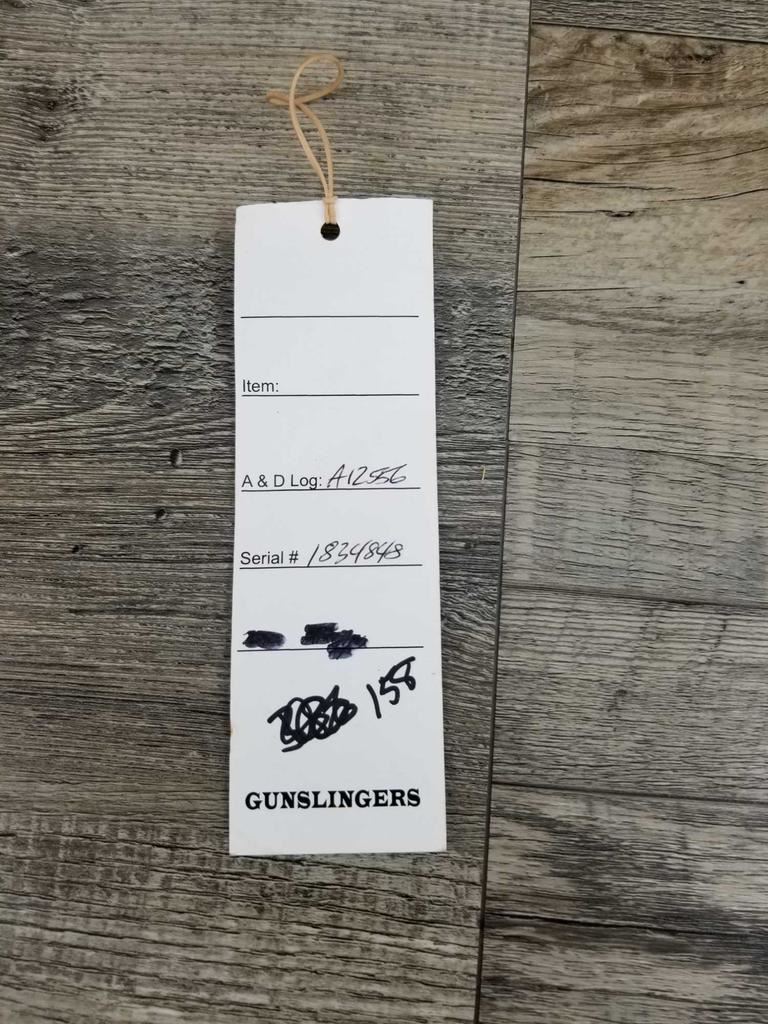 Item:
A & D Log: A12556
Serial # 1834848
158
GUNSLINGERS